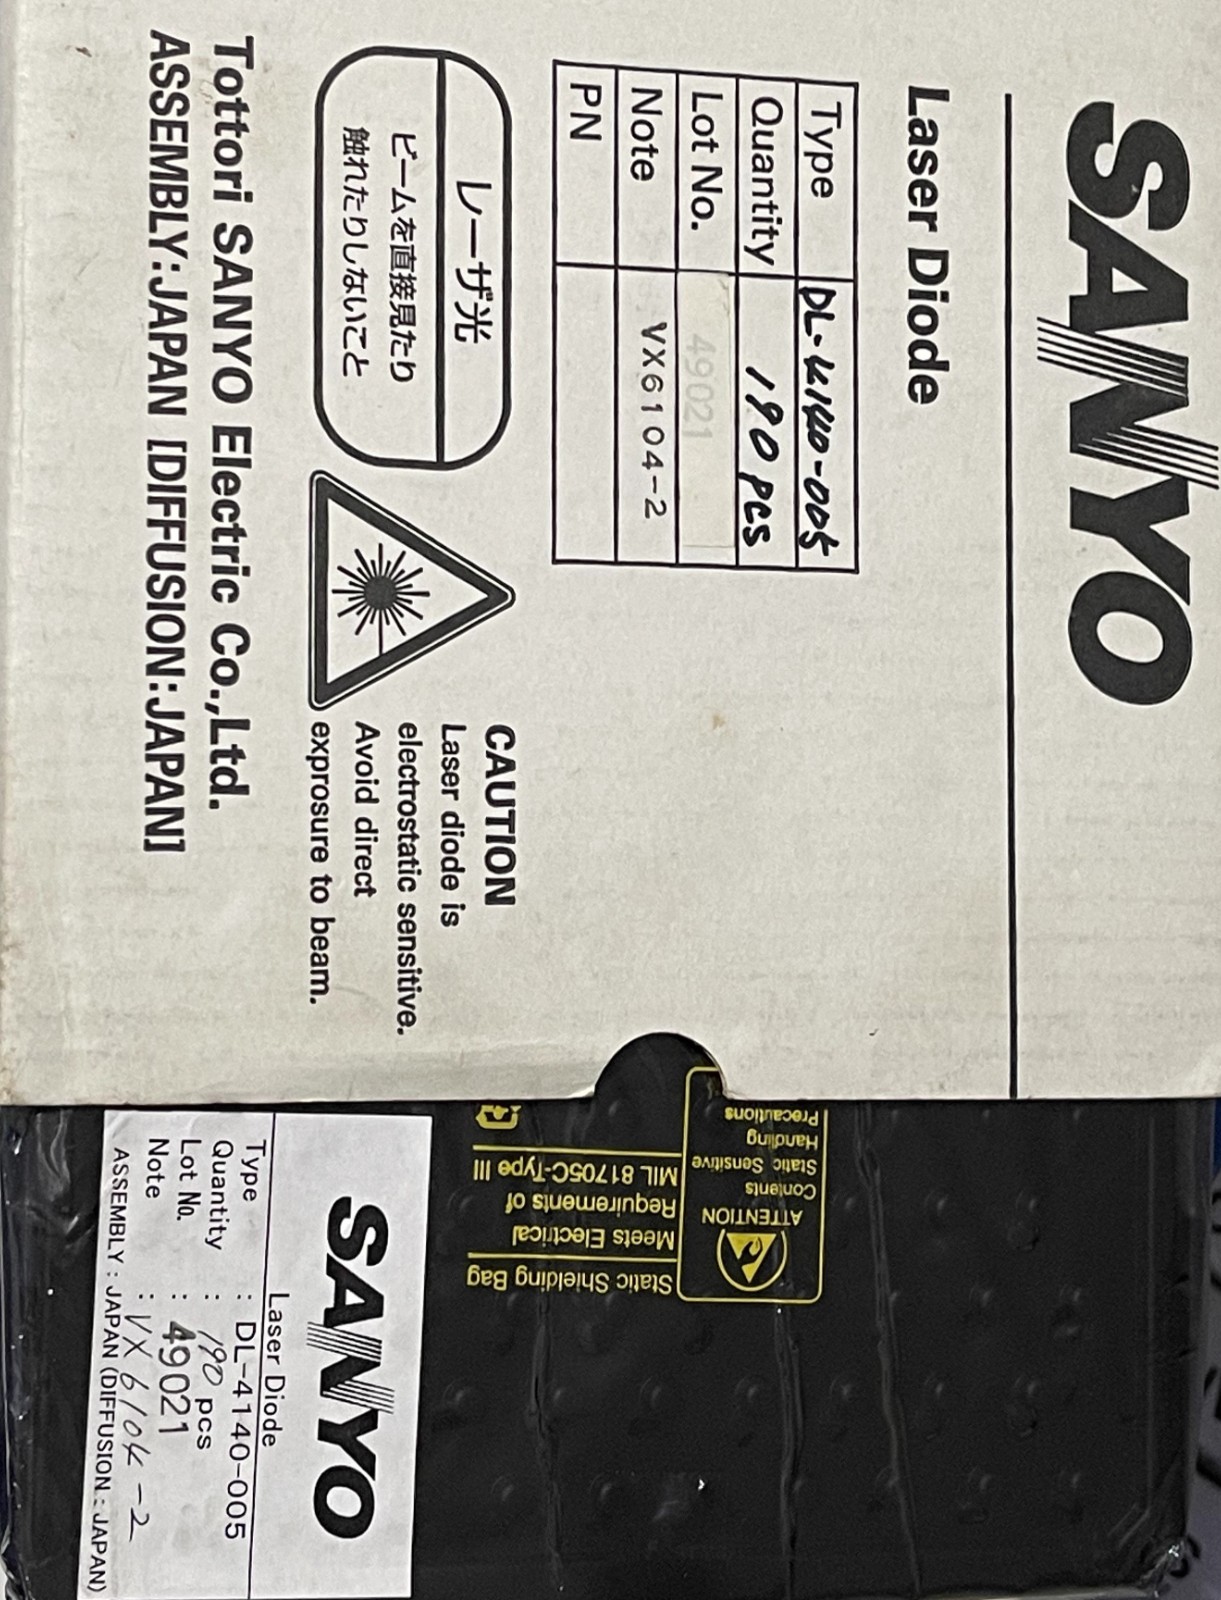 SANYO
Laser Diode
Type DL-4140-005
Quantity 190 pcs
Lot No. 49021
Note VX6104-2
PN
レーザ光
ビームを直接見たり
触れたりしないこと
CAUTION
Laser diode is
electrostatic sensitive.
Avoid direct
exprosure to beam.
Tottori SANYO Electric Co.,Ltd.
ASSEMBLY:JAPAN [DIFFUSION:JAPAN]
SANYO
Laser Diode
Type : DL-4140-005
Quantity : 190 pcs
Lot No. : 49021
Note : VX6104-2
ASSEMBLY : JAPAN (DIFFUSION : JAPAN)
Static Shielding Bag
Meets Electrical
Requirements of
MIL 81705C-Type III
ATTENTION
Contents
Static Sensitive
Handling
Precautions